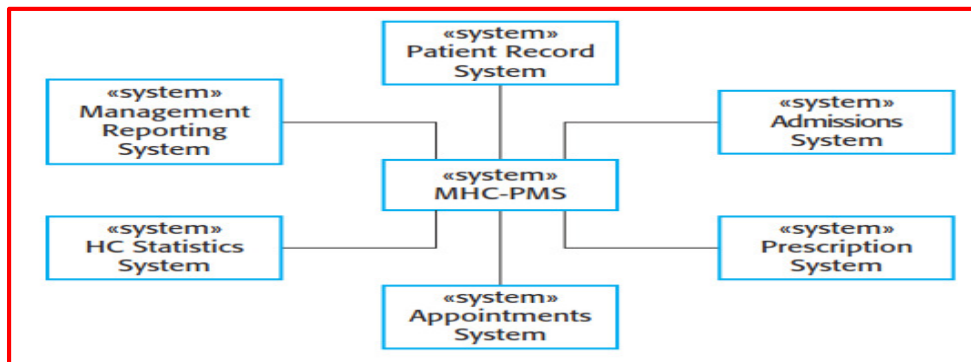 «system»
Patient Record
System
«system»
Management
Reporting
System
«system»
Admissions
System
«system»
MHC-PMS
«system»
HC Statistics
System
«system»
Prescription
System
«system»
Appointments
System